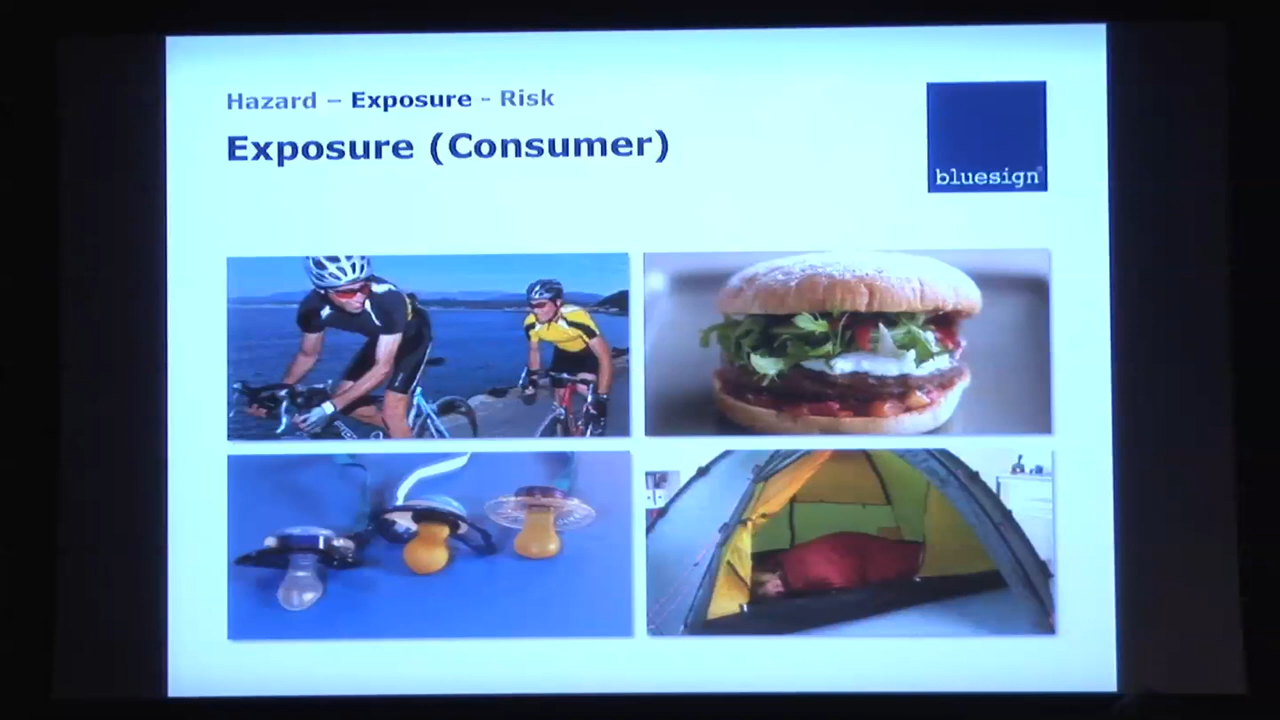 Hazard – Exposure - Risk
Exposure (Consumer)
bluesign®